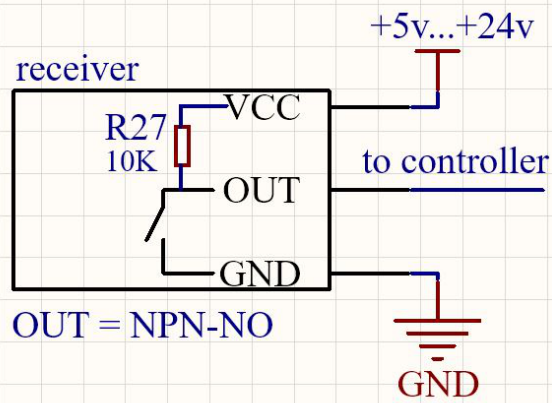 +5v...+24v
receiver
VCC
R27
10K
to controller
OUT
GND
OUT = NPN-NO
GND